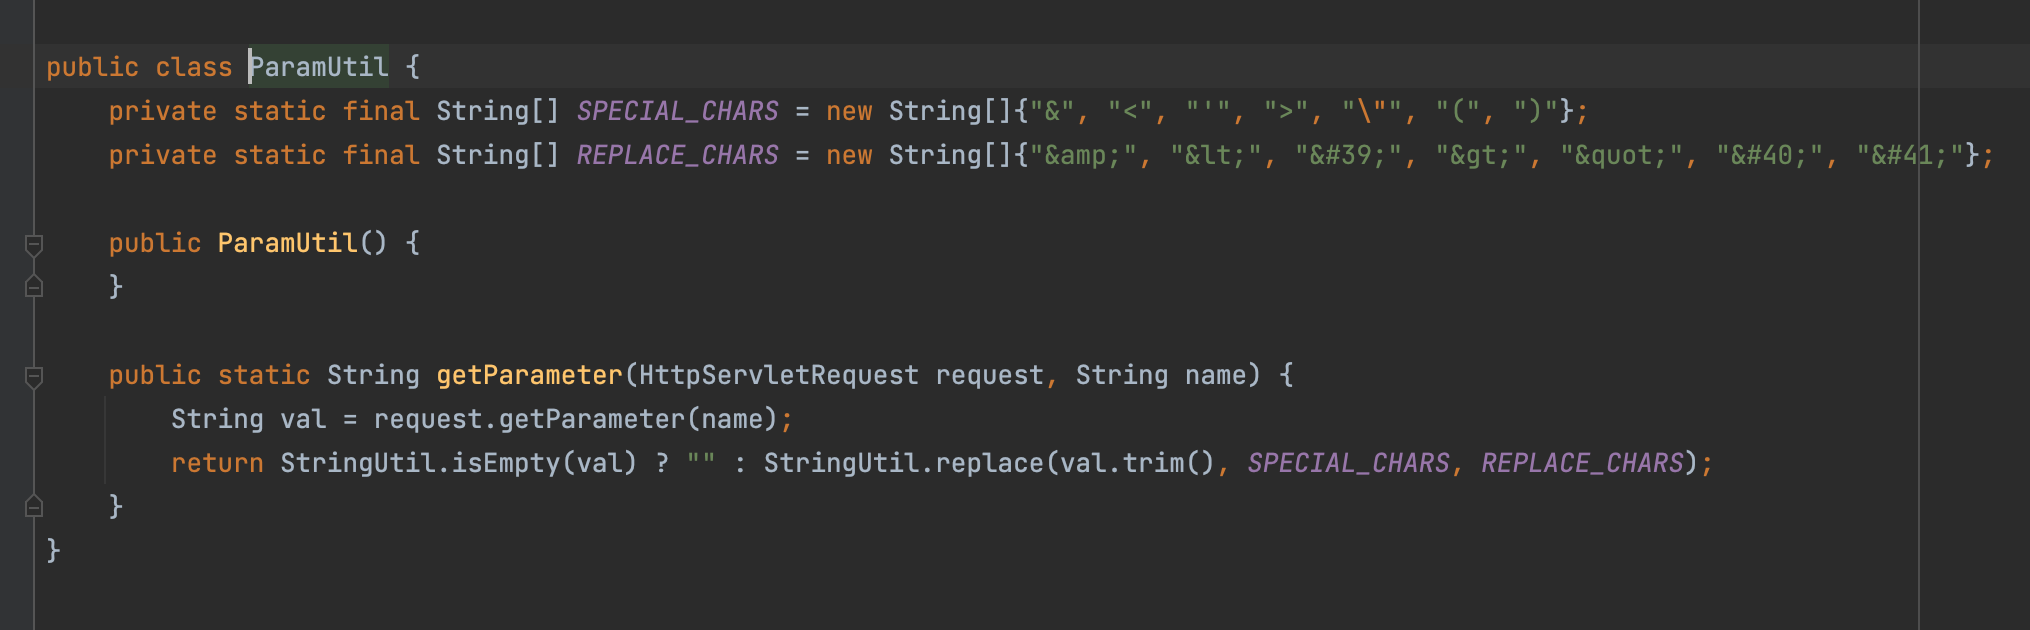 public class ParamUtil {
    private static final String[] SPECIAL_CHARS = new String[]{"&", "<", "'", ">", "\"", "(", ")"};
    private static final String[] REPLACE_CHARS = new String[]{"&amp;", "&lt;", "&#39;", "&gt;", "&quot;", "&#40;", "&#41;"};
    public ParamUtil() {
    }
    public static String getParameter(HttpServletRequest request, String name) {
        String val = request.getParameter(name);
        return StringUtil.isEmpty(val) ? "" : StringUtil.replace(val.trim(), SPECIAL_CHARS, REPLACE_CHARS);
    }
}